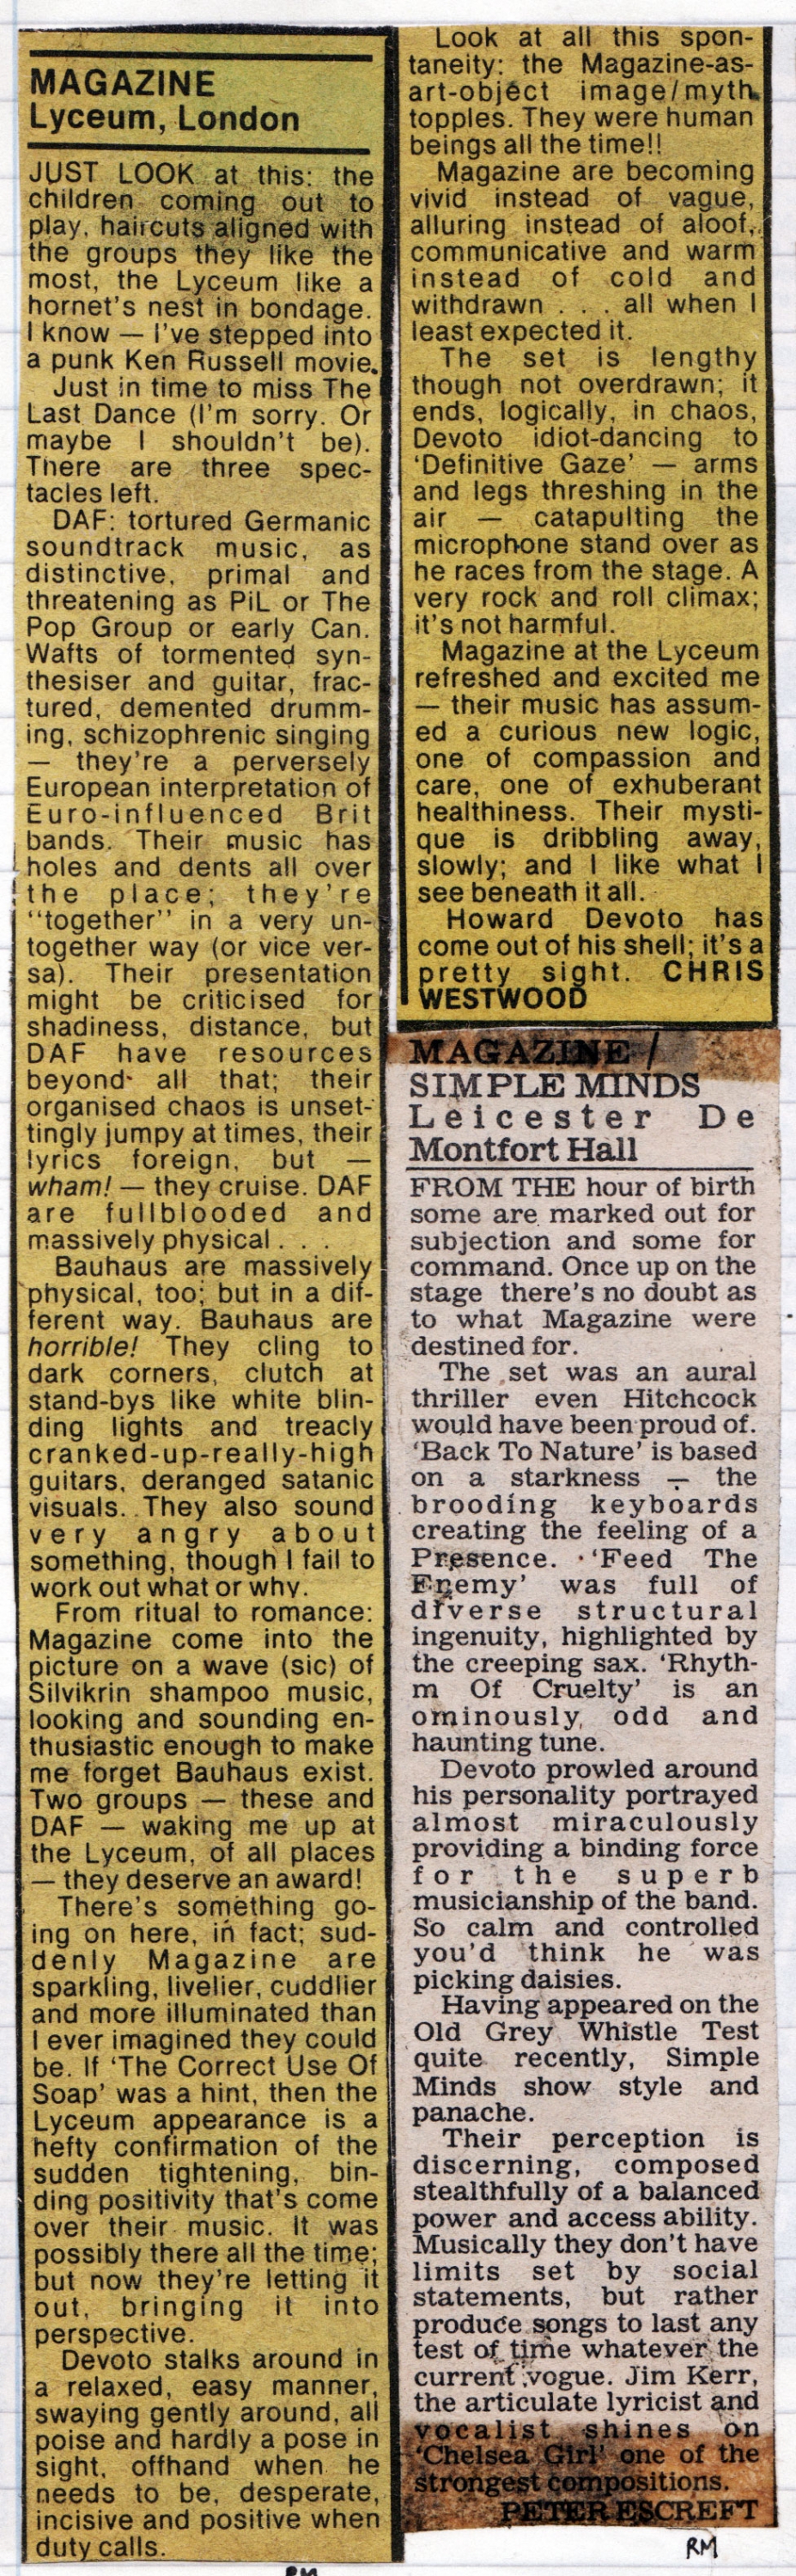 MAGAZINE
Lyceum, London
JUST LOOK at this: the
children coming out to
play, haircuts aligned with
the groups they like the
most, the Lyceum like a
hornet's nest in bondage.
I know — I've stepped into
a punk Ken Russell movie.
Just in time to miss The
Last Dance (I'm sorry. Or
maybe I shouldn't be).
There are three spec-
tacles left.
DAF: tortured Germanic
soundtrack music, as
distinctive, primal and
threatening as PiL or The
Pop Group or early Can.
Wafts of tormented syn-
thesiser and guitar, frac-
tured, demented drumm-
ing, schizophrenic singing
— they're a perversely
European interpretation of
Euro-influenced Brit
bands. Their music has
holes and dents all over
the place; they're
"together" in a very un-
together way (or vice ver-
sa). Their presentation
might be criticised for
shadiness, distance, but
DAF have resources
beyond all that; their
organised chaos is unset-
tingly jumpy at times, their
lyrics foreign, but —
wham! — they cruise. DAF
are fullblooded and
massively physical . . .
Bauhaus are massively
physical, too; but in a dif-
ferent way. Bauhaus are
horrible! They cling to
dark corners, clutch at
stand-bys like white blin-
ding lights and treacly
cranked-up-really-high
guitars, deranged satanic
visuals. They also sound
very angry about
something, though I fail to
work out what or why.
From ritual to romance:
Magazine come into the
picture on a wave (sic) of
Silvikrin shampoo music,
looking and sounding en-
thusiastic enough to make
me forget Bauhaus exist.
Two groups — these and
DAF — waking me up at
the Lyceum, of all places
— they deserve an award!
There's something go-
ing on here, in fact; sud-
denly Magazine are
sparkling, livelier, cuddlier
and more illuminated than
I ever imagined they could
be. If 'The Correct Use Of
Soap' was a hint, then the
Lyceum appearance is a
hefty confirmation of the
sudden tightening, bin-
ding positivity that's come
over their music. It was
possibly there all the time;
but now they're letting it
out, bringing it into
perspective.
Devoto stalks around in
a relaxed, easy manner,
swaying gently around, all
poise and hardly a pose in
sight, offhand when he
needs to be, desperate,
incisive and positive when
duty calls.
Look at all this spon-
taneity: the Magazine-as-
art-object image/myth
topples. They were human
beings all the time!!
Magazine are becoming
vivid instead of vague,
alluring instead of aloof,
communicative and warm
instead of cold and
withdrawn . . . all when I
least expected it.
The set is lengthy
though not overdrawn; it
ends, logically, in chaos,
Devoto idiot-dancing to
'Definitive Gaze' — arms
and legs threshing in the
air — catapulting the
microphone stand over as
he races from the stage. A
very rock and roll climax;
it's not harmful.
Magazine at the Lyceum
refreshed and excited me
— their music has assum-
ed a curious new logic,
one of compassion and
care, one of exhuberant
healthiness. Their mysti-
que is dribbling away,
slowly; and I like what I
see beneath it all.
Howard Devoto has
come out of his shell; it's a
pretty sight. CHRIS
WESTWOOD
MAGAZINE /
SIMPLE MINDS
Leicester De
Montfort Hall
FROM THE hour of birth
some are marked out for
subjection and some for
command. Once up on the
stage there's no doubt as
to what Magazine were
destined for.
The set was an aural
thriller even Hitchcock
would have been proud of.
'Back To Nature' is based
on a starkness — the
brooding keyboards
creating the feeling of a
Presence. 'Feed The
Enemy' was full of
diverse structural
ingenuity, highlighted by
the creeping sax. 'Rhyth-
m Of Cruelty' is an
ominously, odd and
haunting tune.
Devoto prowled around
his personality portrayed
almost miraculously
providing a binding force
for the superb
musicianship of the band.
So calm and controlled
you'd think he was
picking daisies.
Having appeared on the
Old Grey Whistle Test
quite recently, Simple
Minds show style and
panache.
Their perception is
discerning, composed
stealthfully of a balanced
power and access ability.
Musically they don't have
limits set by social
statements, but rather
produce songs to last any
test of time whatever the
current vogue. Jim Kerr,
the articulate lyricist and
vocalist shines on
'Chelsea Girl' one of the
strongest compositions.
PETER ESCREFT
RM
RM